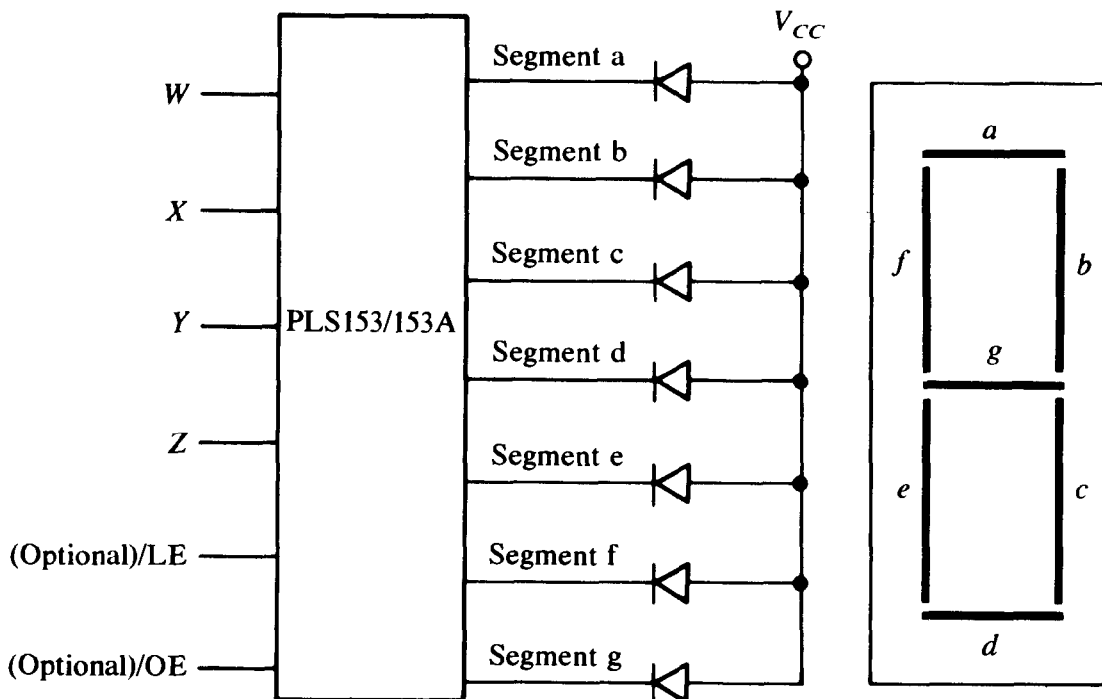 V_CC
Segment a
W
a
Segment b
X
f
b
Segment c
Y
PLS153/153A
Segment d
g
Z
Segment e
e
c
(Optional)/LE
Segment f
(Optional)/OE
Segment g
d